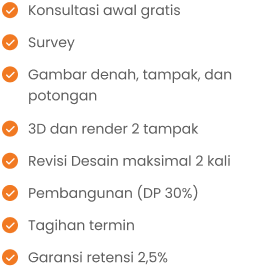 Konsultasi awal gratis
Survey
Gambar denah, tampak, dan
potongan
3D dan render 2 tampak
Revisi Desain maksimal 2 kali
Pembangunan (DP 30%)
Tagihan termin
Garansi retensi 2,5%